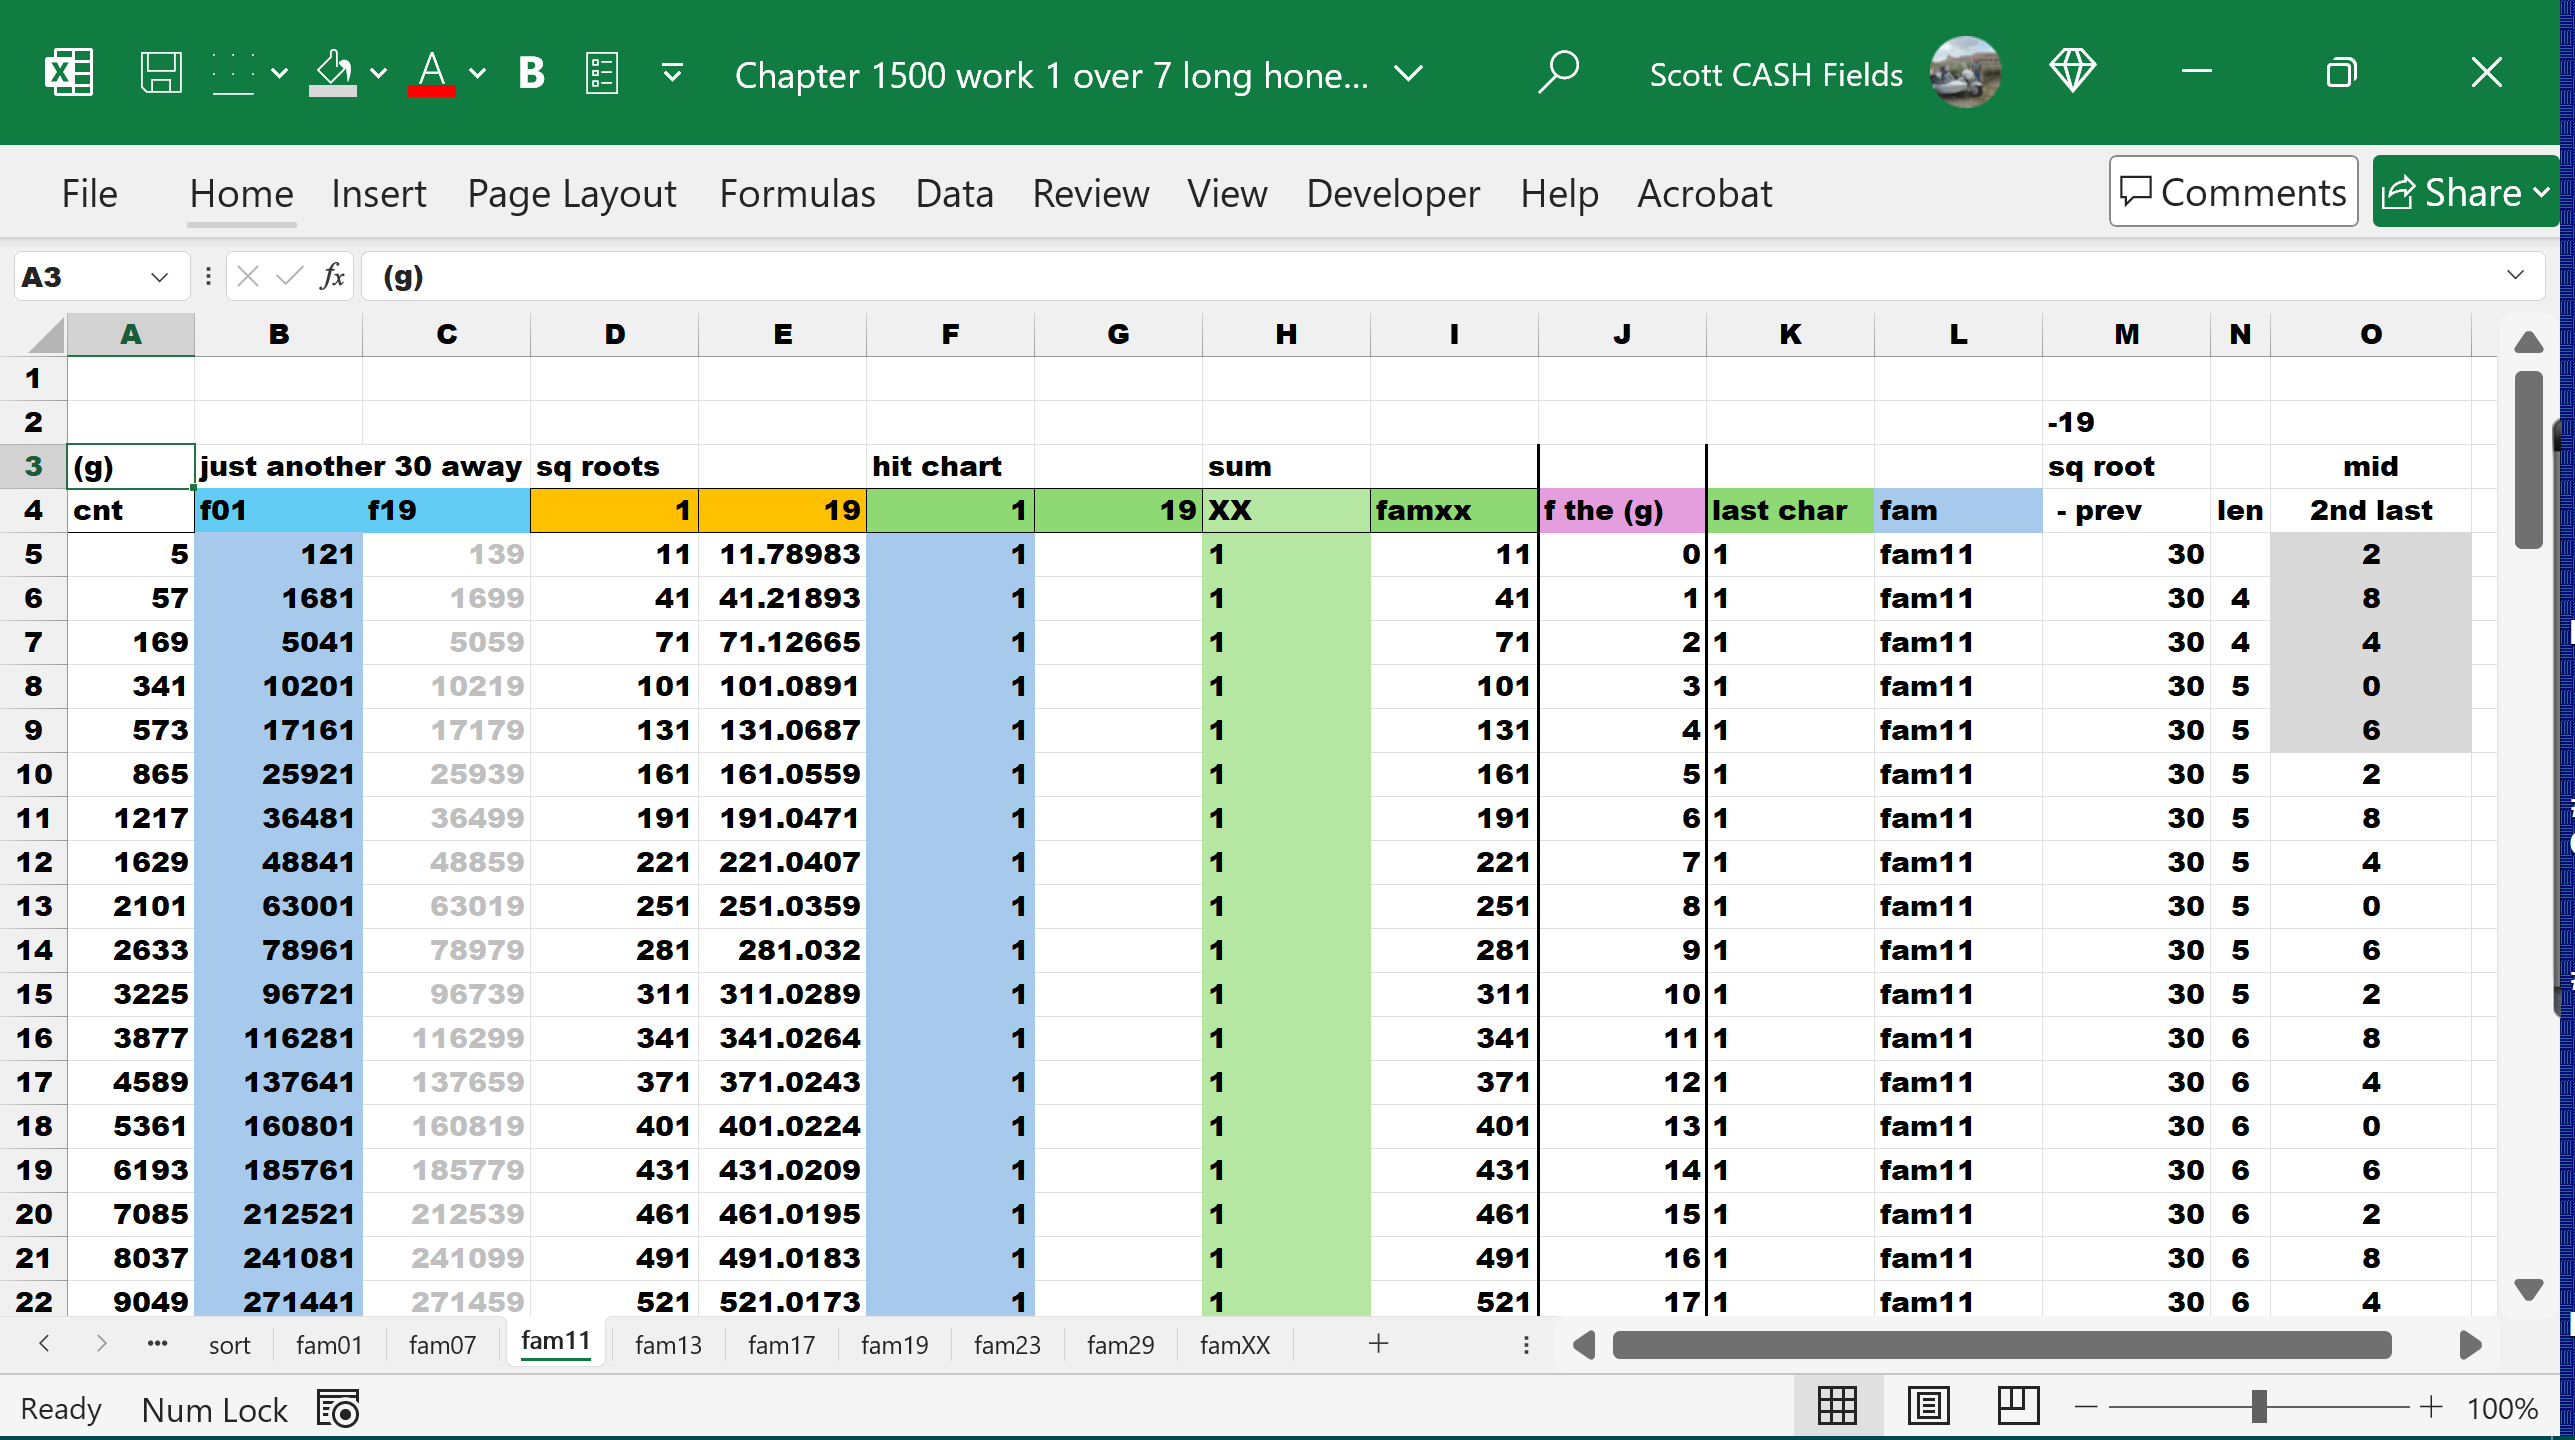 Chapter 1500 work 1 over 7 long hone... Scott CASH Fields
File Home Insert Page Layout Formulas Data Review View Developer Help Acrobat Comments Share
A3 fx (g)
A B C D E F G H I J K L M N O
1
2 -19
3 (g) just another 30 away sq roots hit chart sum sq root mid
4 cnt f01 f19 1 19 1 19 XX famxx f the (g) last char fam - prev len 2nd last
5 5 121 139 11 11.78983 1 1 11 0 1 fam11 30 2
6 57 1681 1699 41 41.21893 1 1 41 1 1 fam11 30 4 8
7 169 5041 5059 71 71.12665 1 1 71 2 1 fam11 30 4 4
8 341 10201 10219 101 101.0891 1 1 101 3 1 fam11 30 5 0
9 573 17161 17179 131 131.0687 1 1 131 4 1 fam11 30 5 6
10 865 25921 25939 161 161.0559 1 1 161 5 1 fam11 30 5 2
11 1217 36481 36499 191 191.0471 1 1 191 6 1 fam11 30 5 8
12 1629 48841 48859 221 221.0407 1 1 221 7 1 fam11 30 5 4
13 2101 63001 63019 251 251.0359 1 1 251 8 1 fam11 30 5 0
14 2633 78961 78979 281 281.032 1 1 281 9 1 fam11 30 5 6
15 3225 96721 96739 311 311.0289 1 1 311 10 1 fam11 30 5 2
16 3877 116281 116299 341 341.0264 1 1 341 11 1 fam11 30 6 8
17 4589 137641 137659 371 371.0243 1 1 371 12 1 fam11 30 6 4
18 5361 160801 160819 401 401.0224 1 1 401 13 1 fam11 30 6 0
19 6193 185761 185779 431 431.0209 1 1 431 14 1 fam11 30 6 6
20 7085 212521 212539 461 461.0195 1 1 461 15 1 fam11 30 6 2
21 8037 241081 241099 491 491.0183 1 1 491 16 1 fam11 30 6 8
22 9049 271441 271459 521 521.0173 1 1 521 17 1 fam11 30 6 4
... sort fam01 fam07 fam11 fam13 fam17 fam19 fam23 fam29 famXX +
Ready Num Lock 100%